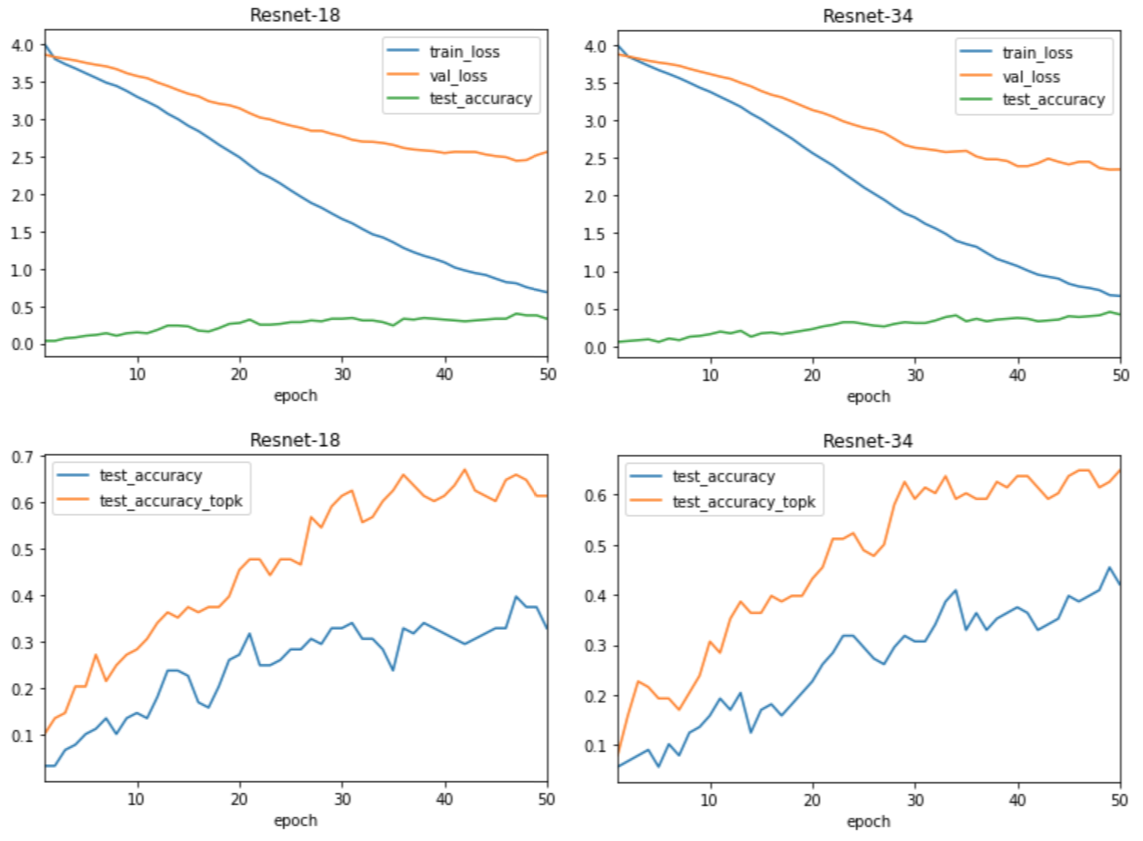 Resnet-18
4.0
3.5
3.0
2.5
2.0
1.5
1.0
0.5
0.0
train_loss
val_loss
test_accuracy
10 20 30 40 50
epoch
Resnet-34
4.0
3.5
3.0
2.5
2.0
1.5
1.0
0.5
0.0
train_loss
val_loss
test_accuracy
10 20 30 40 50
epoch
Resnet-18
0.7
0.6
0.5
0.4
0.3
0.2
0.1
test_accuracy
test_accuracy_topk
10 20 30 40 50
epoch
Resnet-34
0.6
0.5
0.4
0.3
0.2
0.1
test_accuracy
test_accuracy_topk
10 20 30 40 50
epoch